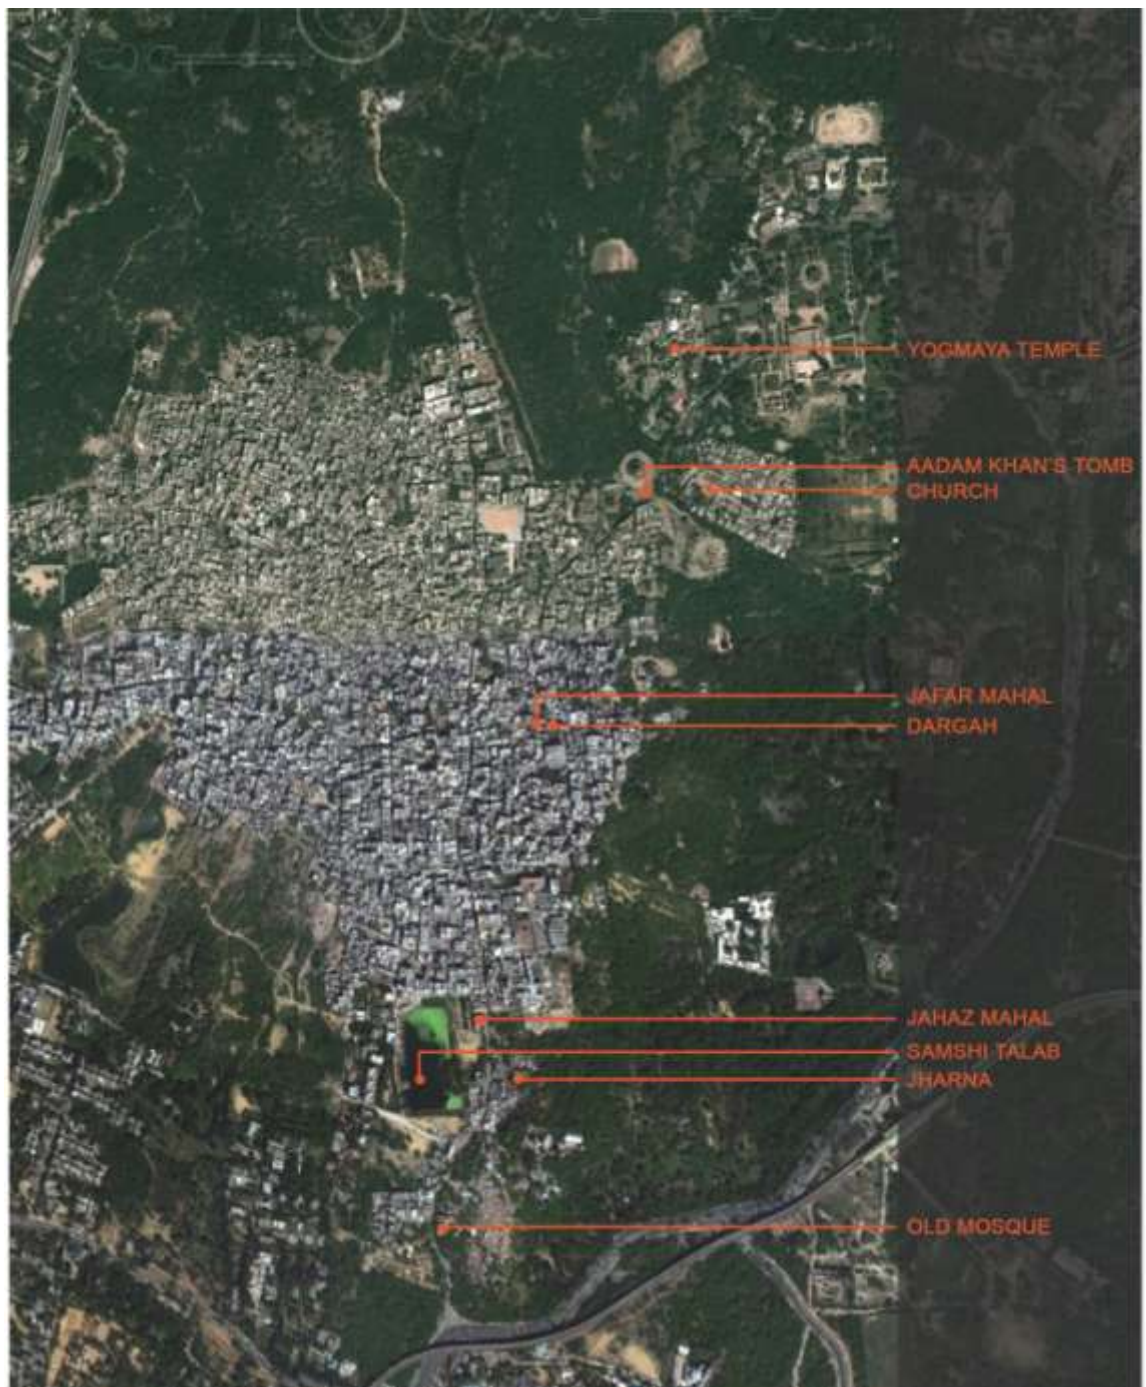 YOGMAYA TEMPLE
AADAM KHAN'S TOMB
CHURCH
JAFAR MAHAL
DARGAH
JAHAZ MAHAL
SAMSHI TALAB
JHARNA
OLD MOSQUE